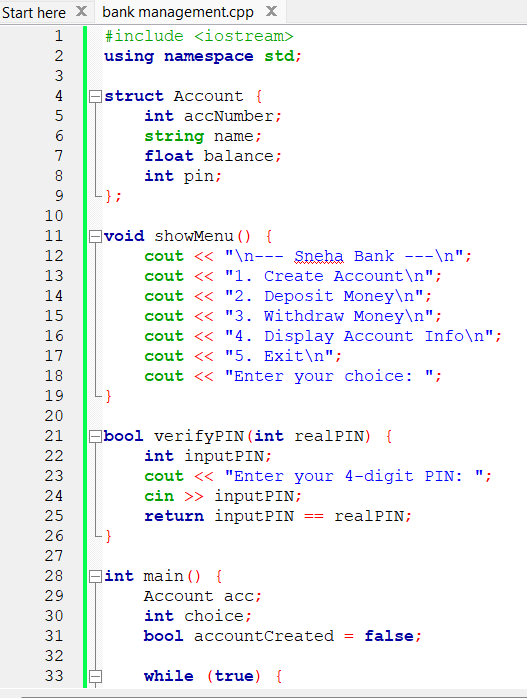 Start here X bank management.cpp X
1 #include <iostream>
2 using namespace std;
3
4 struct Account {
5     int accNumber;
6     string name;
7     float balance;
8     int pin;
9 };
10
11 void showMenu() {
12     cout << "\n--- Sneha Bank ---\n";
13     cout << "1. Create Account\n";
14     cout << "2. Deposit Money\n";
15     cout << "3. Withdraw Money\n";
16     cout << "4. Display Account Info\n";
17     cout << "5. Exit\n";
18     cout << "Enter your choice: ";
19 }
20
21 bool verifyPIN(int realPIN) {
22     int inputPIN;
23     cout << "Enter your 4-digit PIN: ";
24     cin >> inputPIN;
25     return inputPIN == realPIN;
26 }
27
28 int main() {
29     Account acc;
30     int choice;
31     bool accountCreated = false;
32
33     while (true) {